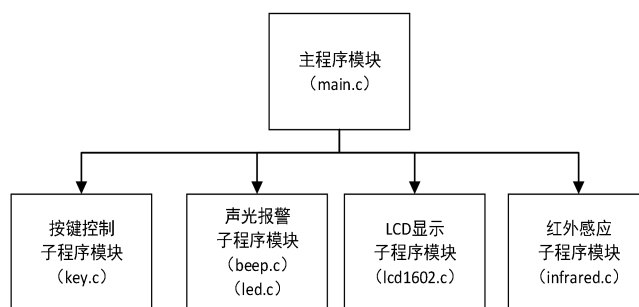 主程序模块
（main.c）
按键控制
子程序模块
（key.c）
声光报警
子程序模块
（beep.c）
（led.c）
LCD显示
子程序模块
（lcd1602.c）
红外感应
子程序模块
（infrared.c）